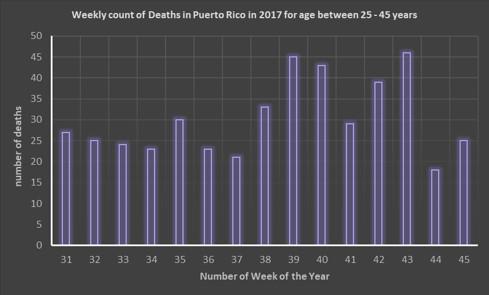 Weekly count of Deaths in Puerto Rico in 2017 for age between 25 - 45 years
50
45
40
35
30
25
20
15
10
5
0
number of deaths
31 32 33 34 35 36 37 38 39 40 41 42 43 44 45
Number of Week of the Year